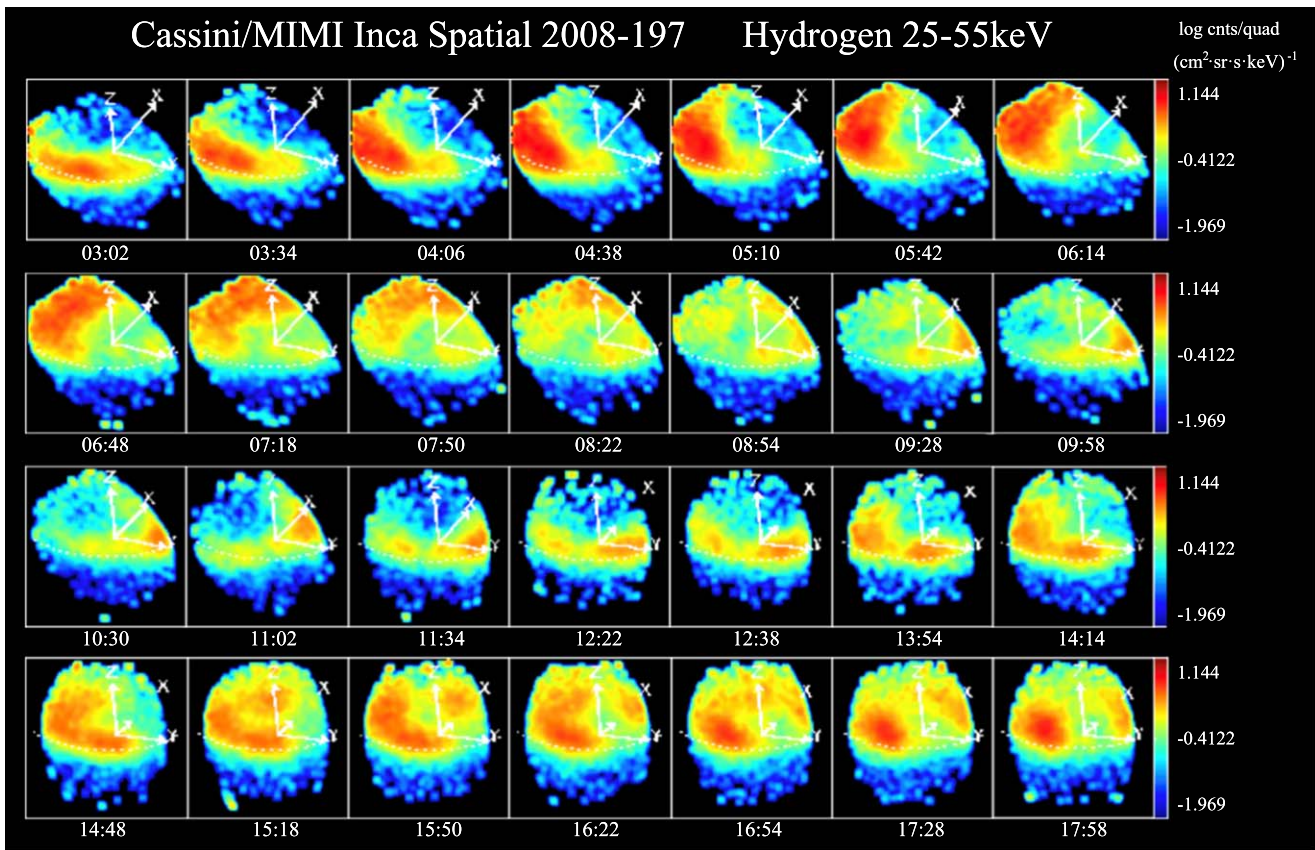 Cassini/MIMI Inca Spatial 2008-197 Hydrogen 25-55keV
log cnts/quad
(cm²·sr·s·keV)⁻¹
Z X Y Z X Y Z X Y Z X Y Z X Y Z X Y Z X Y
1.144
-0.4122
-1.969
03:02 03:34 04:06 04:38 05:10 05:42 06:14
Z X Y Z X Y Z X Y Z X Y Z X Y Z X Y Z X Y
1.144
-0.4122
-1.969
06:48 07:18 07:50 08:22 08:54 09:28 09:58
Z X Y Z X Y Z X Y Z X Y Z X Y Z X Y Z X Y
1.144
-0.4122
-1.969
10:30 11:02 11:34 12:22 12:38 13:54 14:14
Z X Y Z X Y Z X Y Z X Y Z X Y Z X Y Z X Y
1.144
-0.4122
-1.969
14:48 15:18 15:50 16:22 16:54 17:28 17:58